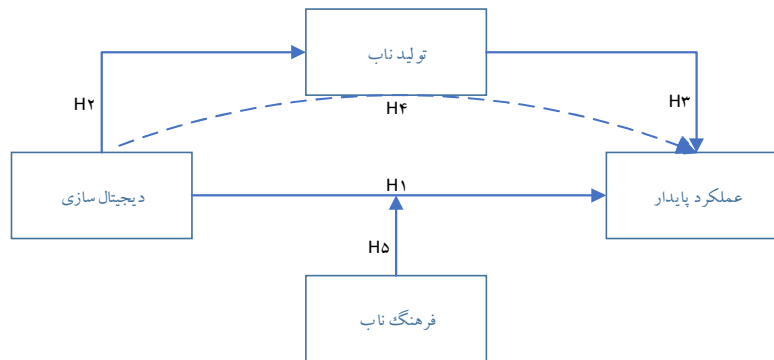 تولید ناب
H۲
H۳
H۴
دیجیتال سازی
H۱
عملکرد پایدار
H۵
فرهنگ ناب